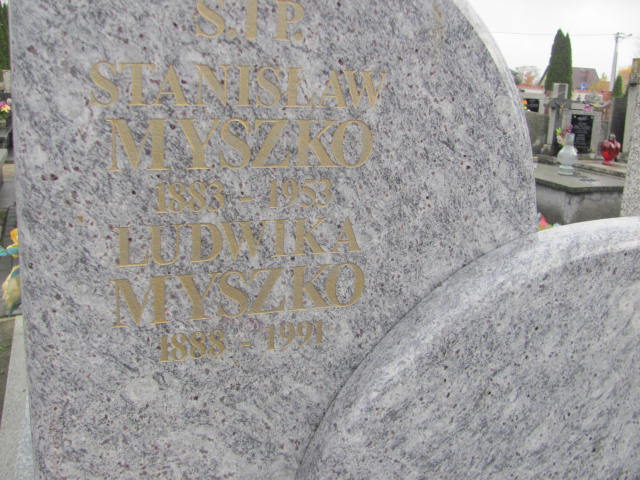 Ś.†P.
STANISŁAW
MYSZKO
1883 - 1953
LUDWIKA
MYSZKO
1888 - 1991